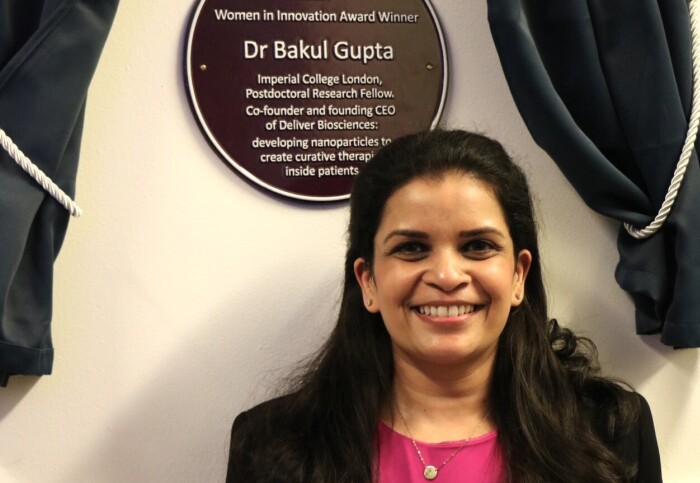 Women in Innovation Award Winner
Dr Bakul Gupta
Imperial College London,
Postdoctoral Research Fellow.
Co-founder and founding CEO
of Deliver Biosciences:
developing nanoparticles to
create curative
inside patients